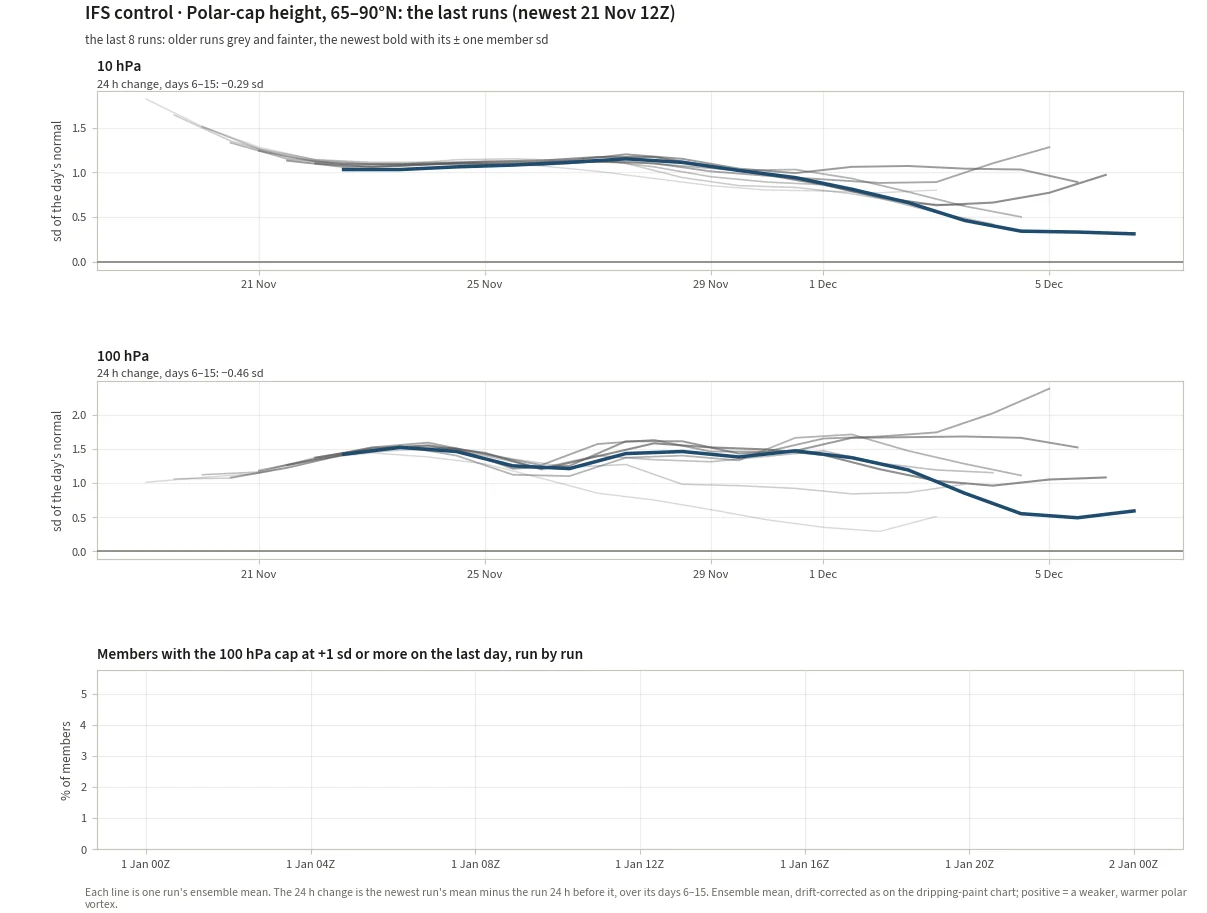 IFS control · Polar-cap height, 65–90°N: the last runs (newest 21 Nov 12Z)
the last 8 runs: older runs grey and fainter, the newest bold with its ± one member sd
10 hPa
24 h change, days 6–15: −0.29 sd
sd of the day's normal
1.5
1.0
0.5
0.0
21 Nov
25 Nov
29 Nov
1 Dec
5 Dec
100 hPa
24 h change, days 6–15: −0.46 sd
sd of the day's normal
2.0
1.5
1.0
0.5
0.0
21 Nov
25 Nov
29 Nov
1 Dec
5 Dec
Members with the 100 hPa cap at +1 sd or more on the last day, run by run
% of members
5
4
3
2
1
0
1 Jan 00Z
1 Jan 04Z
1 Jan 08Z
1 Jan 12Z
1 Jan 16Z
1 Jan 20Z
2 Jan 00Z
Each line is one run's ensemble mean. The 24 h change is the newest run's mean minus the run 24 h before it, over its days 6–15. Ensemble mean, drift-corrected as on the dripping-paint chart; positive = a weaker, warmer polar
vortex.